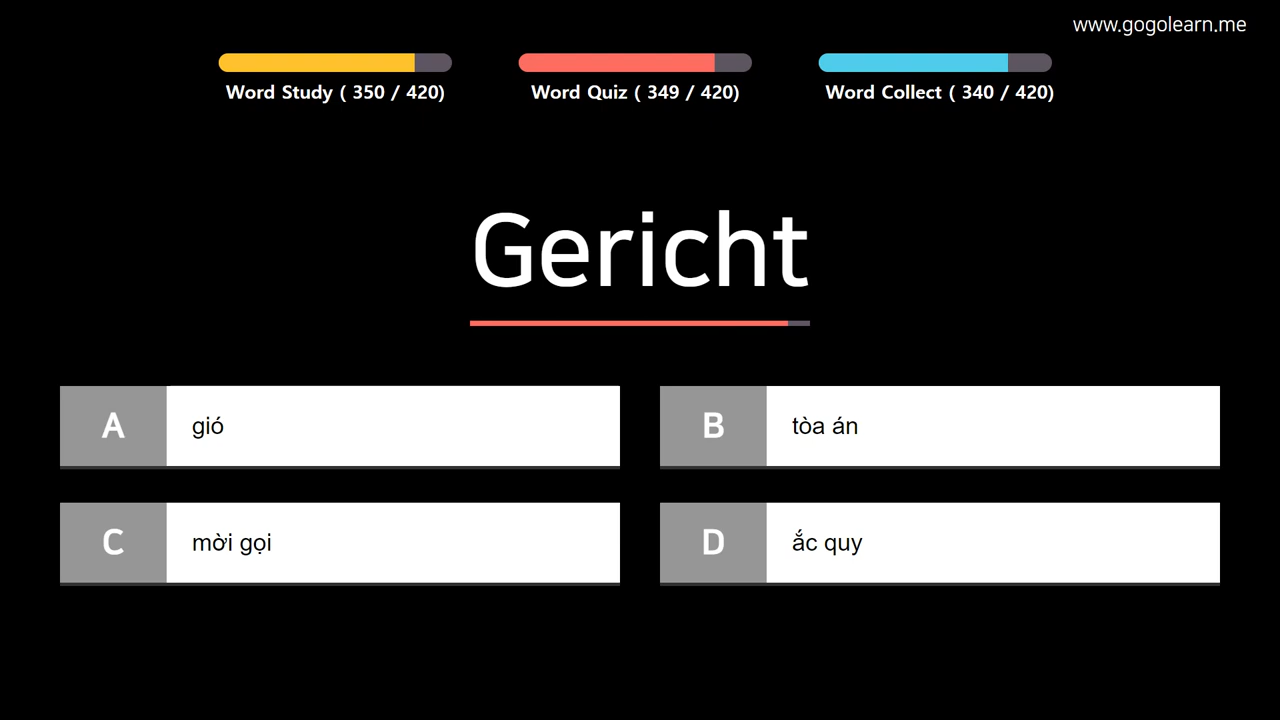 www.gogolearn.me
Word Study ( 350 / 420)
Word Quiz ( 349 / 420)
Word Collect ( 340 / 420)
Gericht
A
gió
B
tòa án
C
mời gọi
D
ắc quy